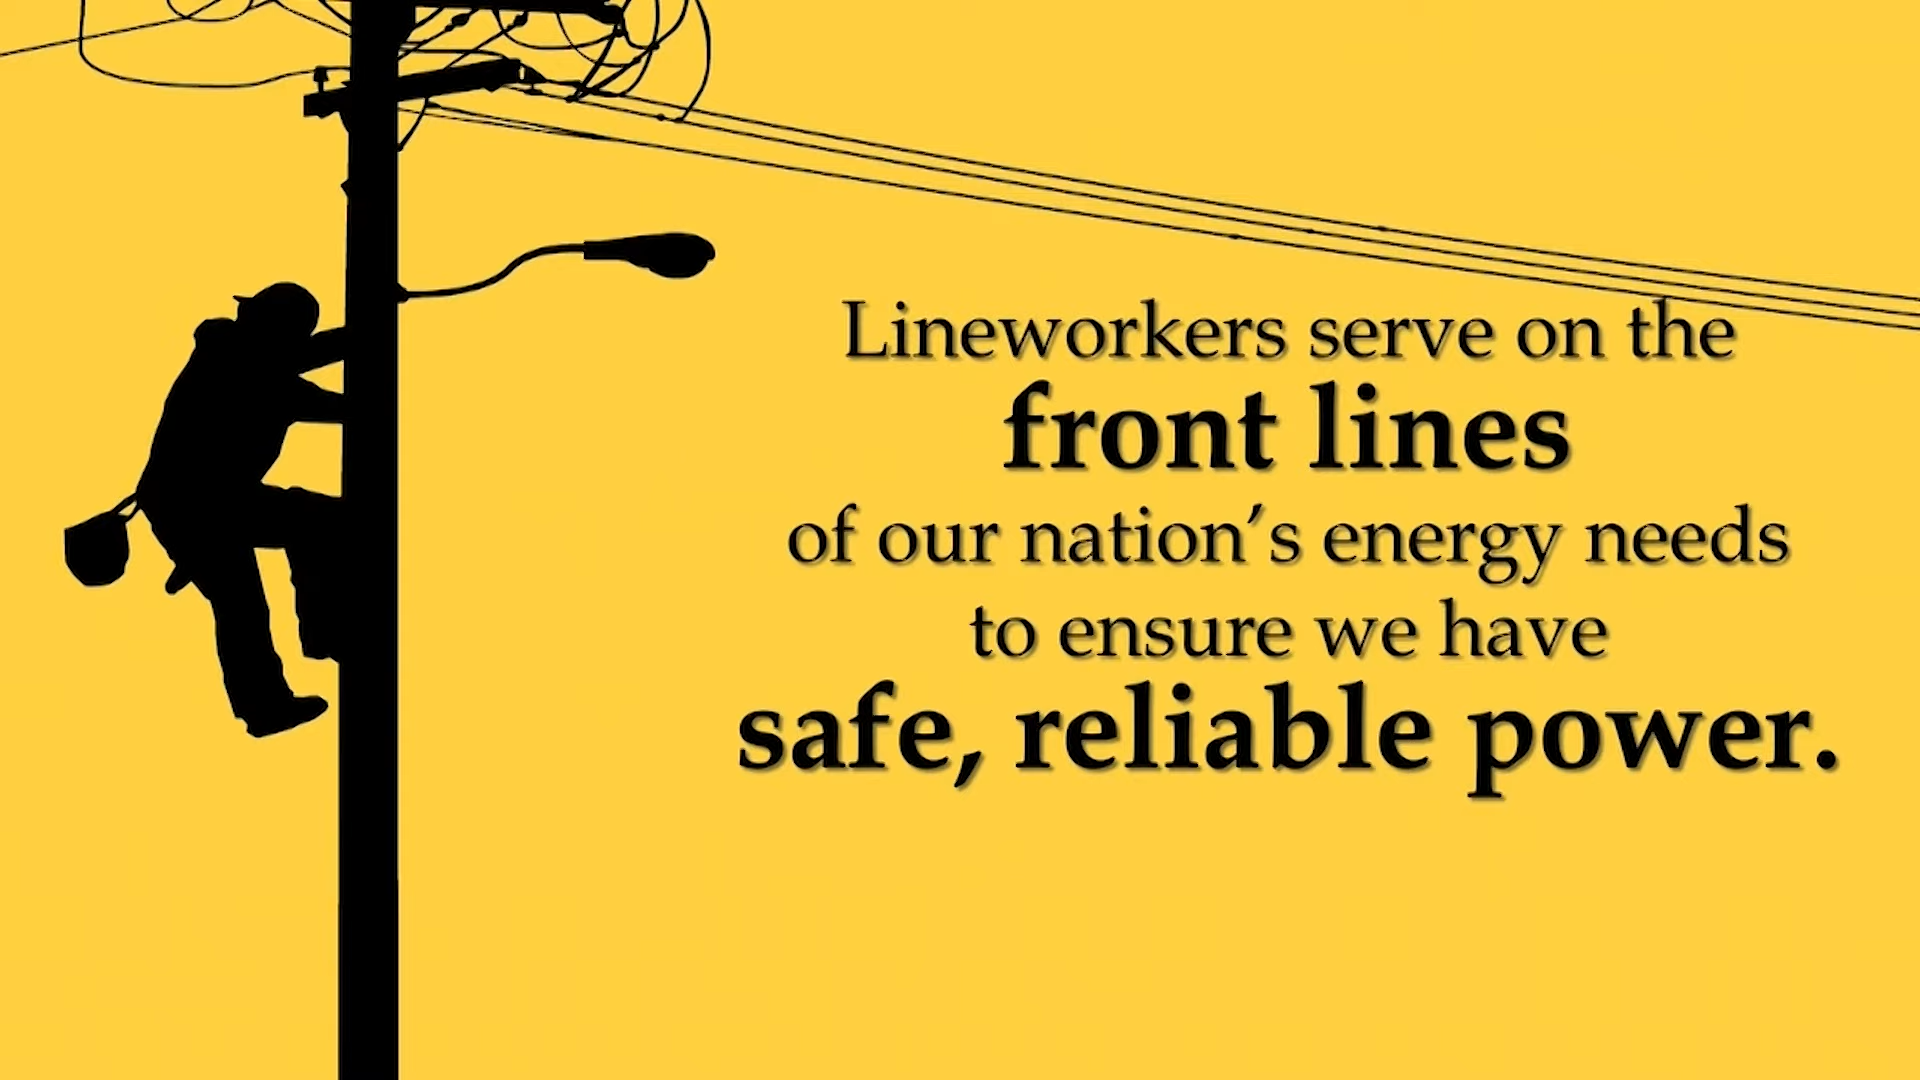 Lineworkers serve on the
front lines
of our nation’s energy needs
to ensure we have
safe, reliable power.